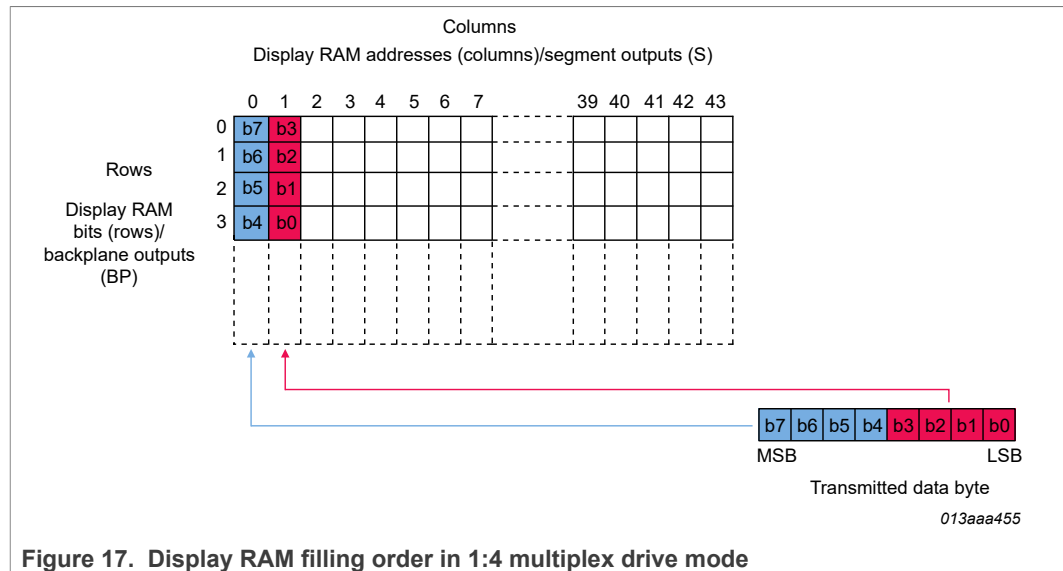 Columns
Display RAM addresses (columns)/segment outputs (S)
0 1 2 3 4 5 6 7 39 40 41 42 43
0 b7 b3
1 b6 b2
2 b5 b1
3 b4 b0
Rows
Display RAM
bits (rows)/
backplane outputs
(BP)
b7 b6 b5 b4 b3 b2 b1 b0
MSB LSB
Transmitted data byte
013aaa455
Figure 17. Display RAM filling order in 1:4 multiplex drive mode